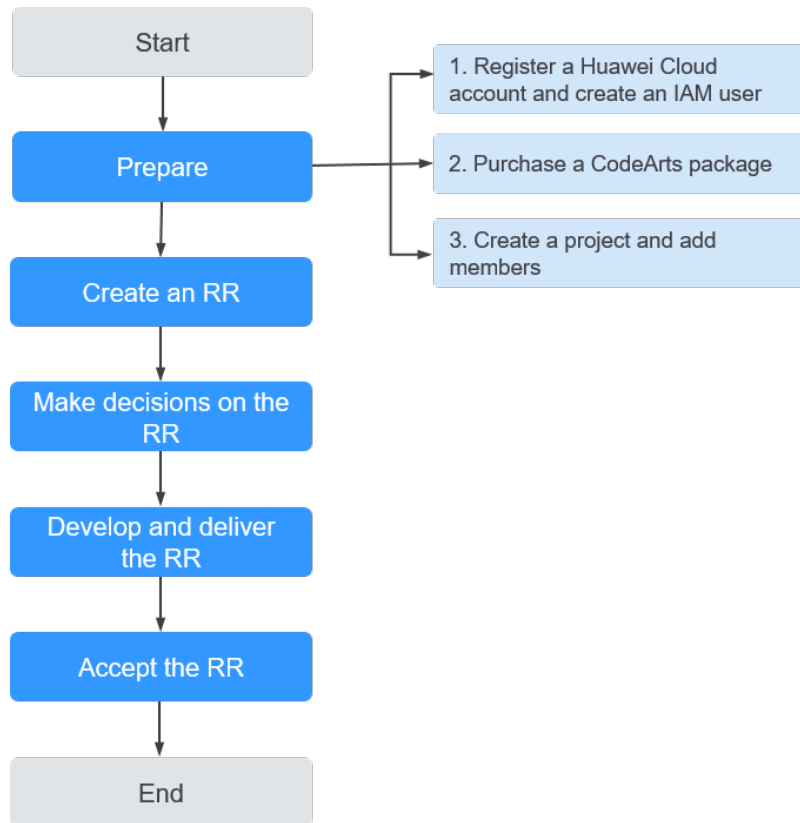 Start
Prepare
1. Register a Huawei Cloud
account and create an IAM user
2. Purchase a CodeArts package
3. Create a project and add
members
Create an RR
Make decisions on the
RR
Develop and deliver
the RR
Accept the RR
End